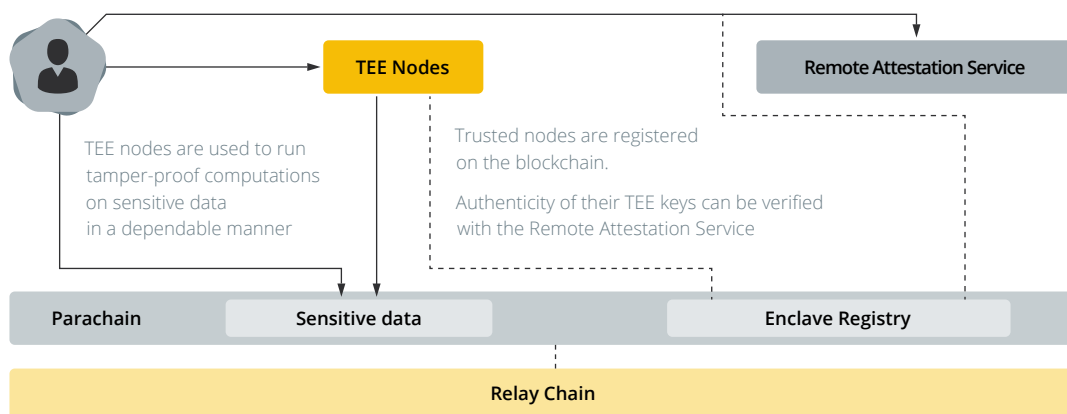 TEE Nodes
Remote Attestation Service
TEE nodes are used to run
tamper-proof computations
on sensitive data
in a dependable manner
Trusted nodes are registered
on the blockchain.
Authenticity of their TEE keys can be verified
with the Remote Attestation Service
Parachain
Sensitive data
Enclave Registry
Relay Chain